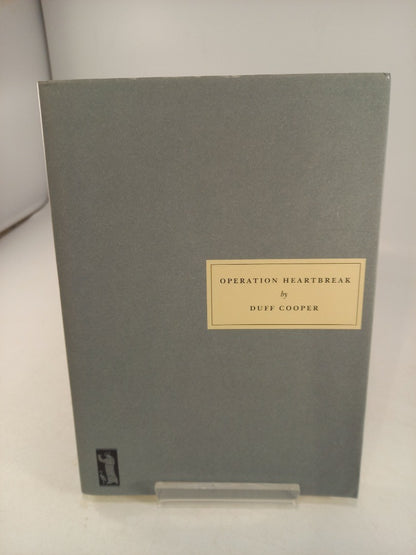 OPERATION HEARTBREAK
by
DUFF COOPER